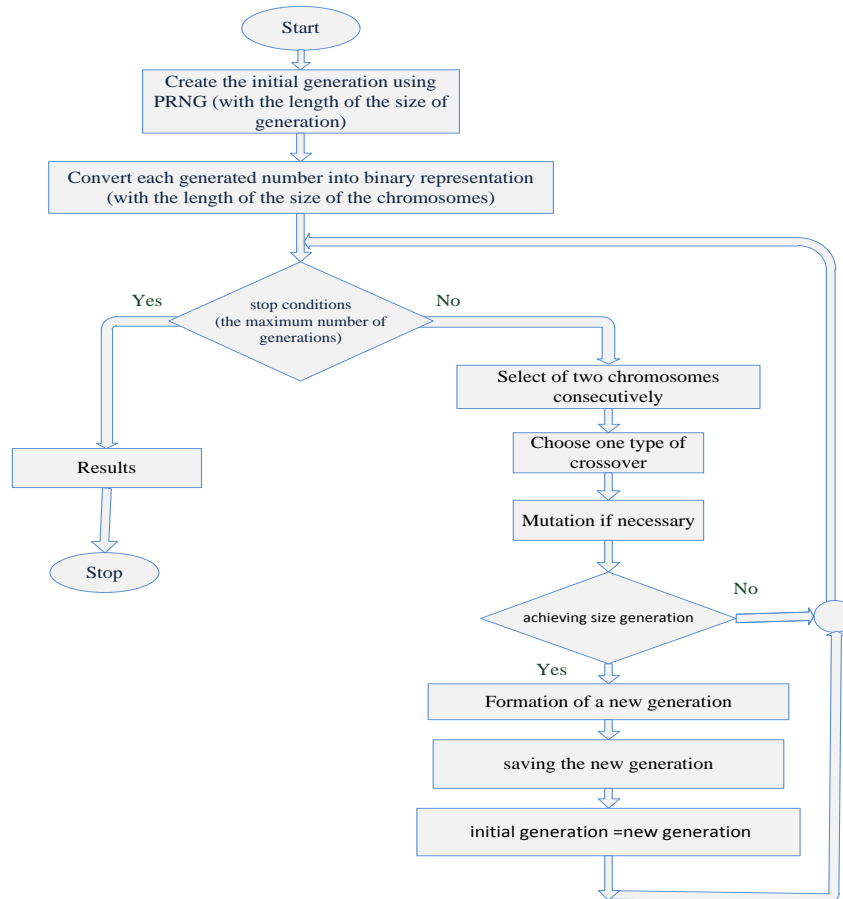 Start
Create the initial generation using
PRNG (with the length of the size of
generation)
Convert each generated number into binary representation
(with the length of the size of the chromosomes)
Yes
No
stop conditions
(the maximum number of
generations)
Select of two chromosomes
consecutively
Choose one type of
crossover
Results
Mutation if necessary
Stop
achieving size generation
No
Yes
Formation of a new generation
saving the new generation
initial generation =new generation